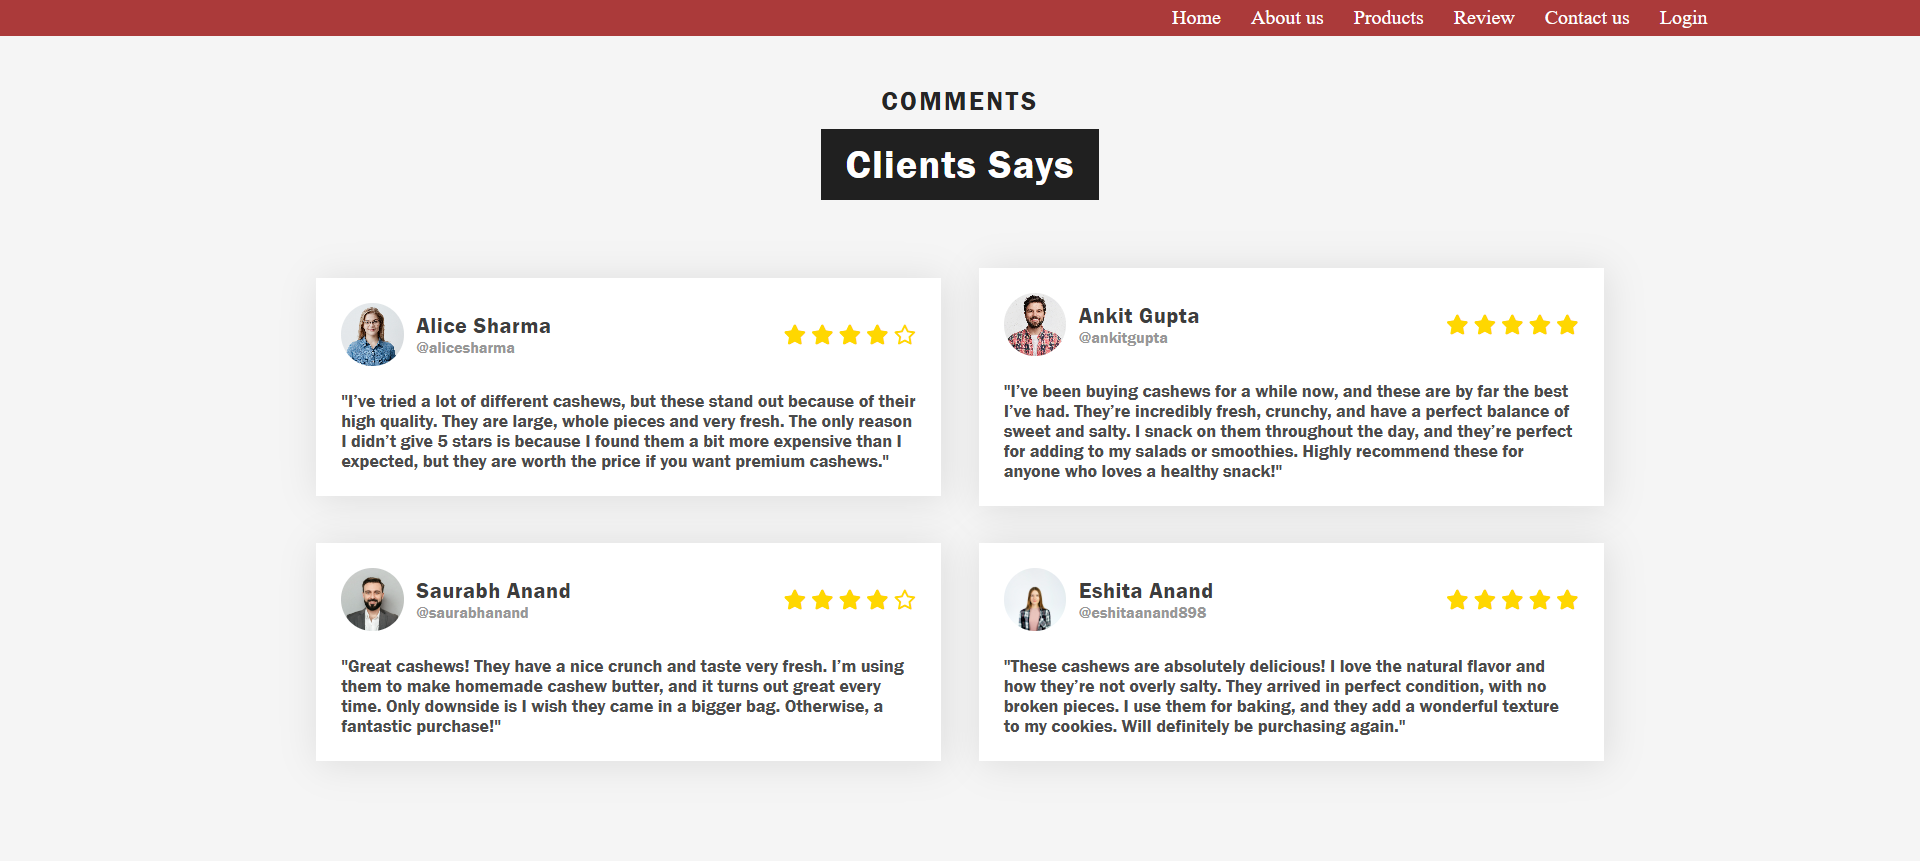 Home About us Products Review Contact us Login
COMMENTS
Clients Says
Alice Sharma
@alicesharma
"I’ve tried a lot of different cashews, but these stand out because of their
high quality. They are large, whole pieces and very fresh. The only reason
I didn’t give 5 stars is because I found them a bit more expensive than I
expected, but they are worth the price if you want premium cashews."
Ankit Gupta
@ankitgupta
"I’ve been buying cashews for a while now, and these are by far the best
I’ve had. They’re incredibly fresh, crunchy, and have a perfect balance of
sweet and salty. I snack on them throughout the day, and they’re perfect
for adding to my salads or smoothies. Highly recommend these for
anyone who loves a healthy snack!"
Saurabh Anand
@saurabhanand
"Great cashews! They have a nice crunch and taste very fresh. I’m using
them to make homemade cashew butter, and it turns out great every
time. Only downside is I wish they came in a bigger bag. Otherwise, a
fantastic purchase!"
Eshita Anand
@eshitaanand898
"These cashews are absolutely delicious! I love the natural flavor and
how they’re not overly salty. They arrived in perfect condition, with no
broken pieces. I use them for baking, and they add a wonderful texture
to my cookies. Will definitely be purchasing again."